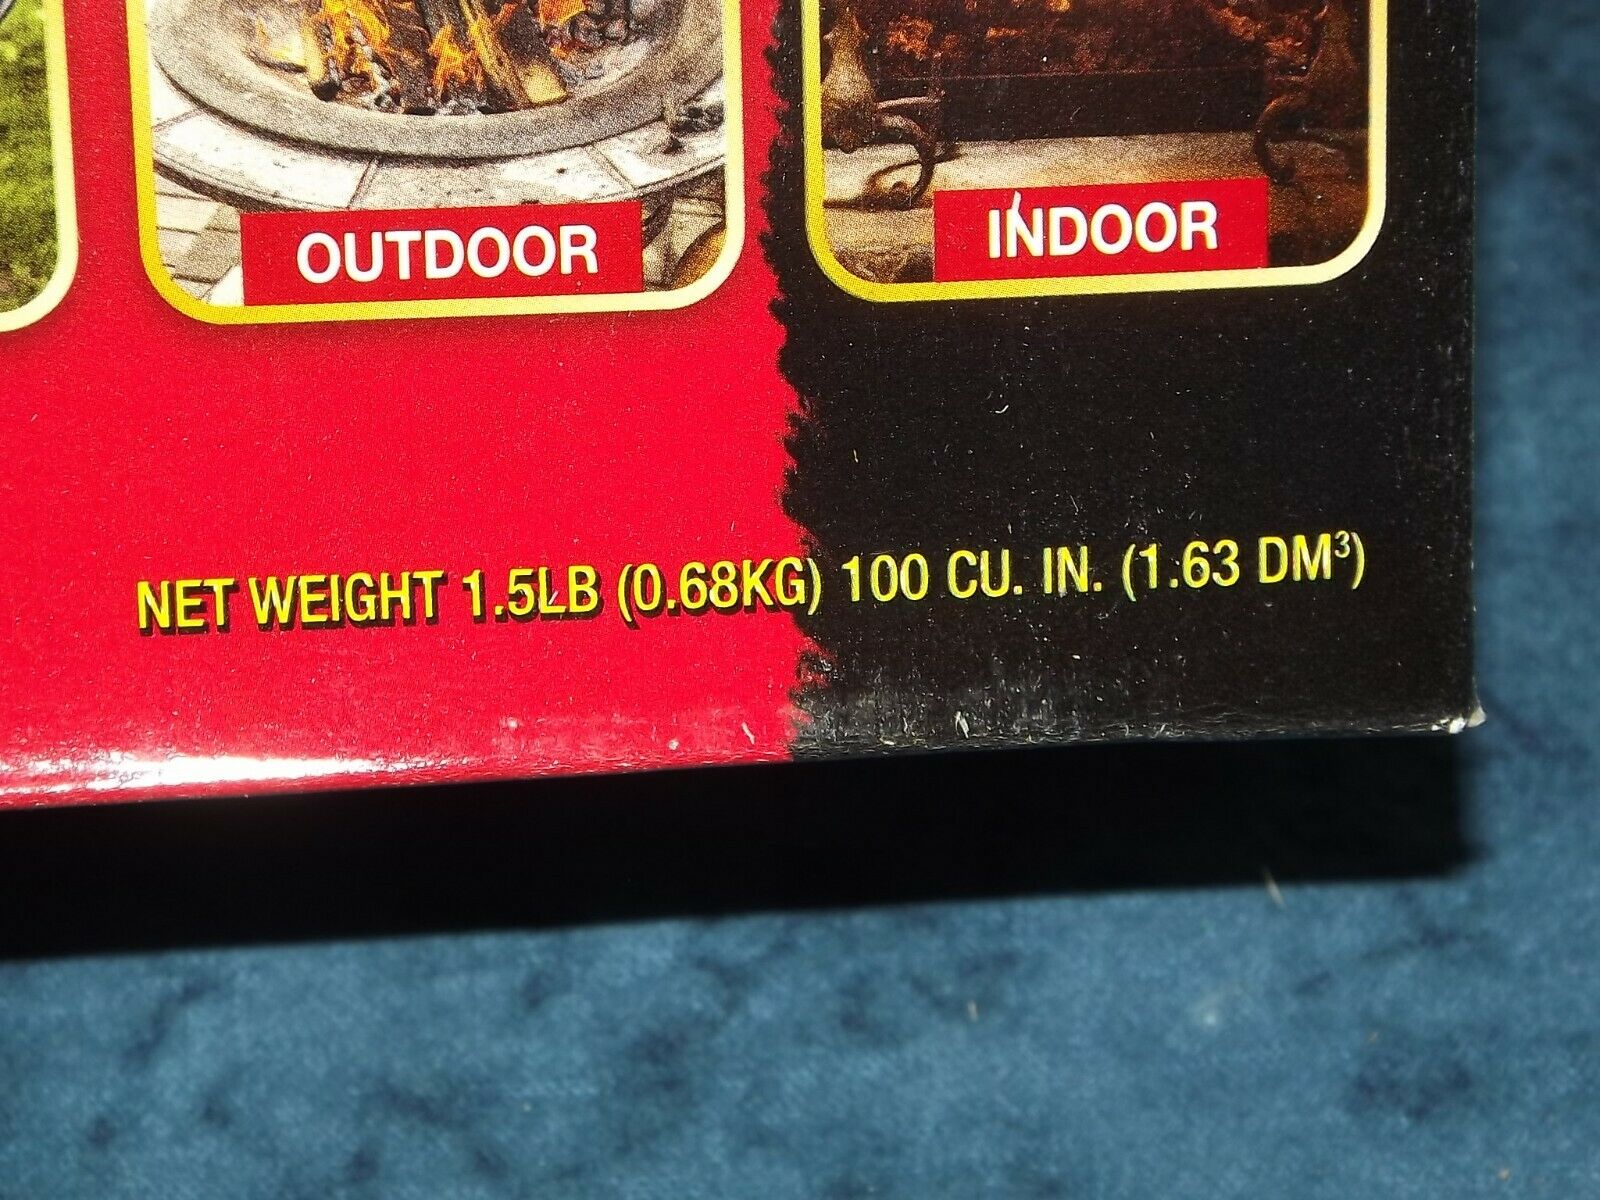 OUTDOOR
INDOOR
NET WEIGHT 1.5LB (0.68KG) 100 CU. IN. (1.63 DM³)